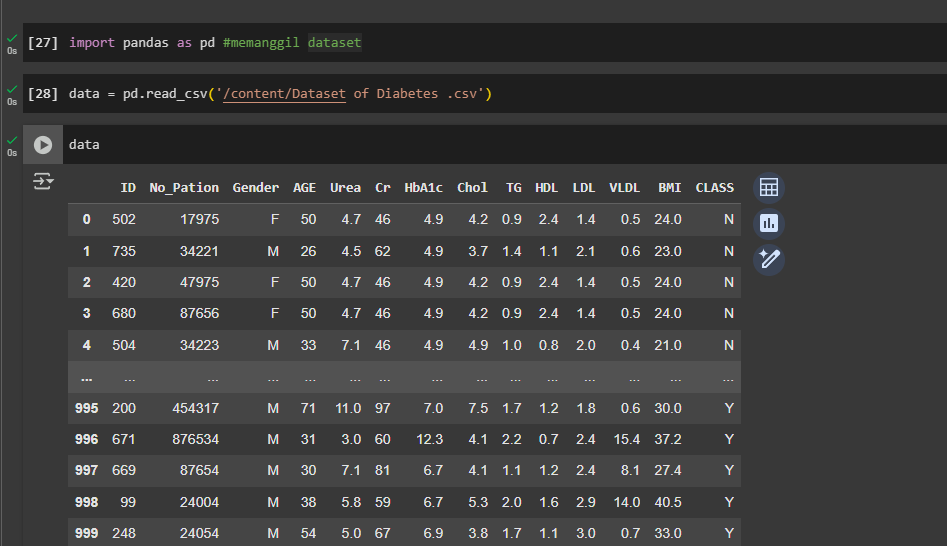 [27] import pandas as pd #memanggil dataset
0s
[28] data = pd.read_csv('/content/Dataset of Diabetes .csv')
0s
data
0s
ID No_Pation Gender AGE Urea Cr HbA1c Chol TG HDL LDL VLDL BMI CLASS
0 502 17975 F 50 4.7 46 4.9 4.2 0.9 2.4 1.4 0.5 24.0 N
1 735 34221 M 26 4.5 62 4.9 3.7 1.4 1.1 2.1 0.6 23.0 N
2 420 47975 F 50 4.7 46 4.9 4.2 0.9 2.4 1.4 0.5 24.0 N
3 680 87656 F 50 4.7 46 4.9 4.2 0.9 2.4 1.4 0.5 24.0 N
4 504 34223 M 33 7.1 46 4.9 4.9 1.0 0.8 2.0 0.4 21.0 N
... ... ... ... ... ... ... ... ... ... ... ... ... ... ...
995 200 454317 M 71 11.0 97 7.0 7.5 1.7 1.2 1.8 0.6 30.0 Y
996 671 876534 M 31 3.0 60 12.3 4.1 2.2 0.7 2.4 15.4 37.2 Y
997 669 87654 M 30 7.1 81 6.7 4.1 1.1 1.2 2.4 8.1 27.4 Y
998 99 24004 M 38 5.8 59 6.7 5.3 2.0 1.6 2.9 14.0 40.5 Y
999 248 24054 M 54 5.0 67 6.9 3.8 1.7 1.1 3.0 0.7 33.0 Y